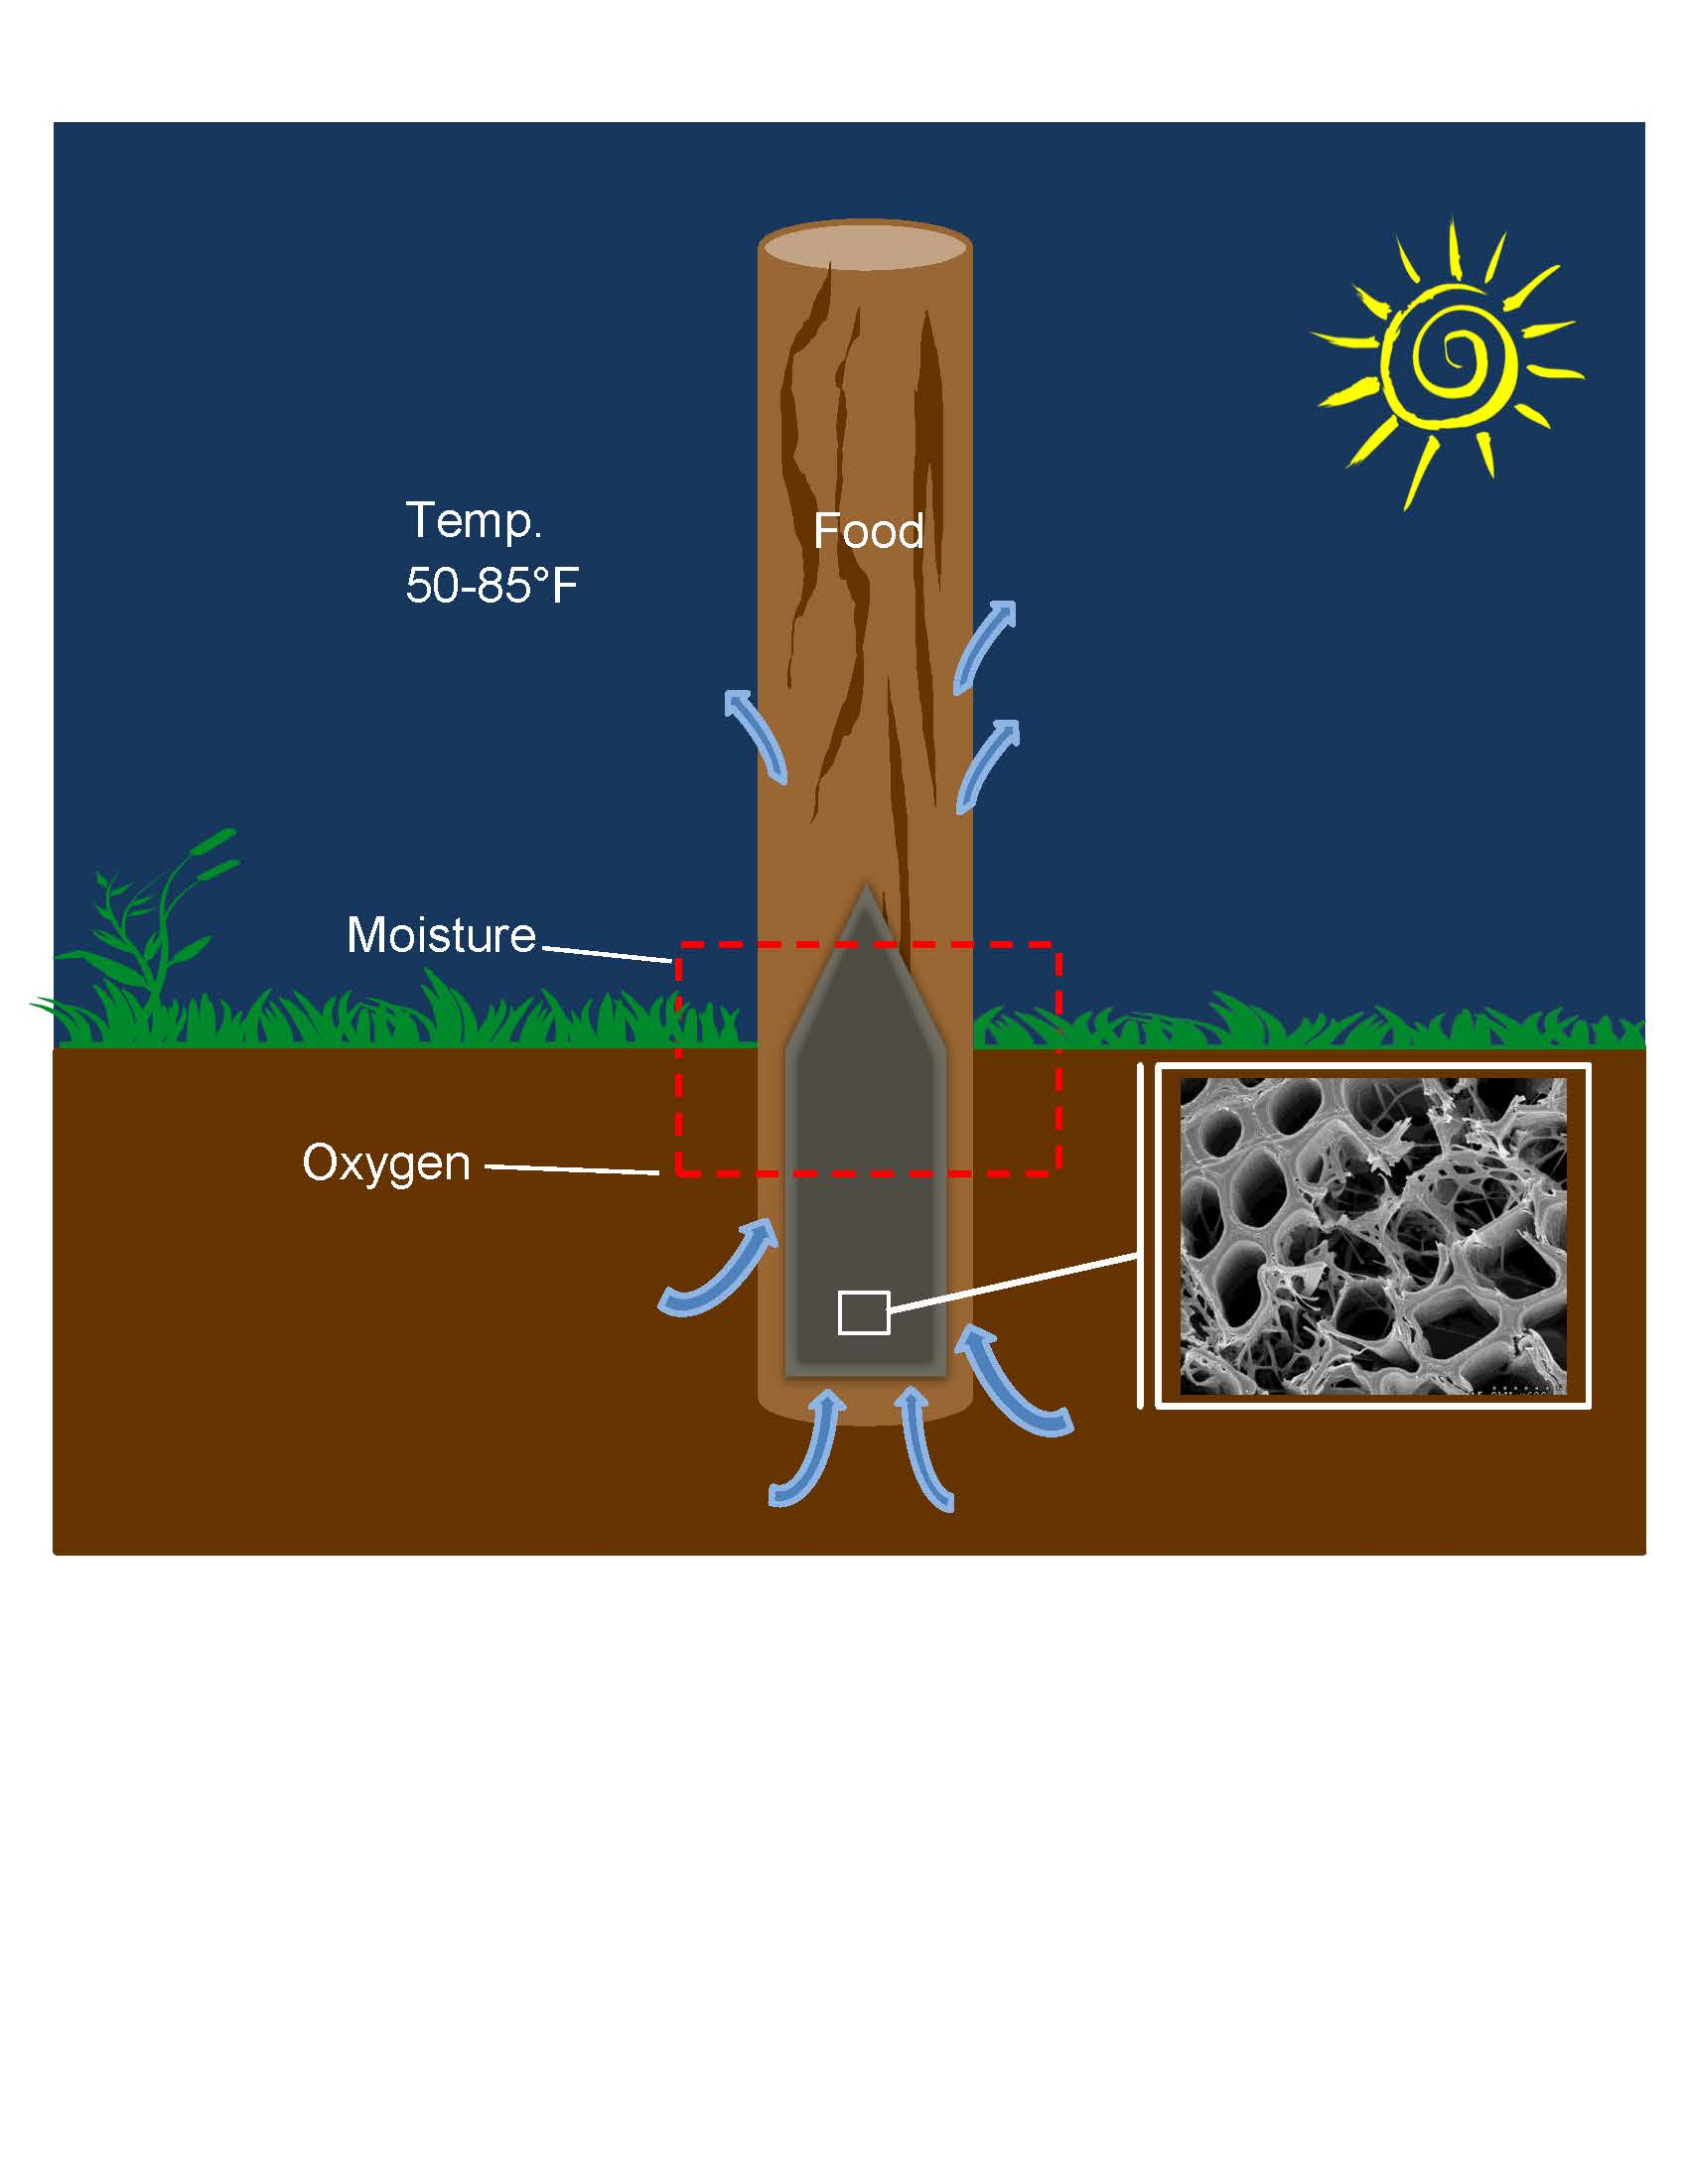 Temp.
50-85°F
Food
Moisture
Oxygen